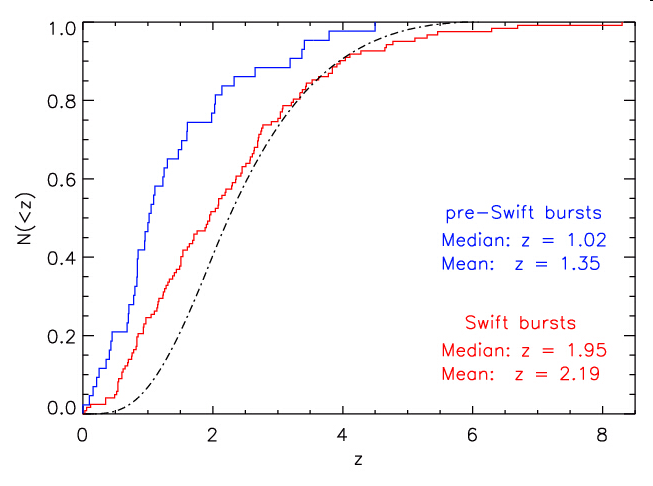 1.0
0.8
0.6
0.4
0.2
0.0
N(<z)
pre-Swift bursts
Median: z = 1.02
Mean: z = 1.35
Swift bursts
Median: z = 1.95
Mean: z = 2.19
0 2 4 6 8
z